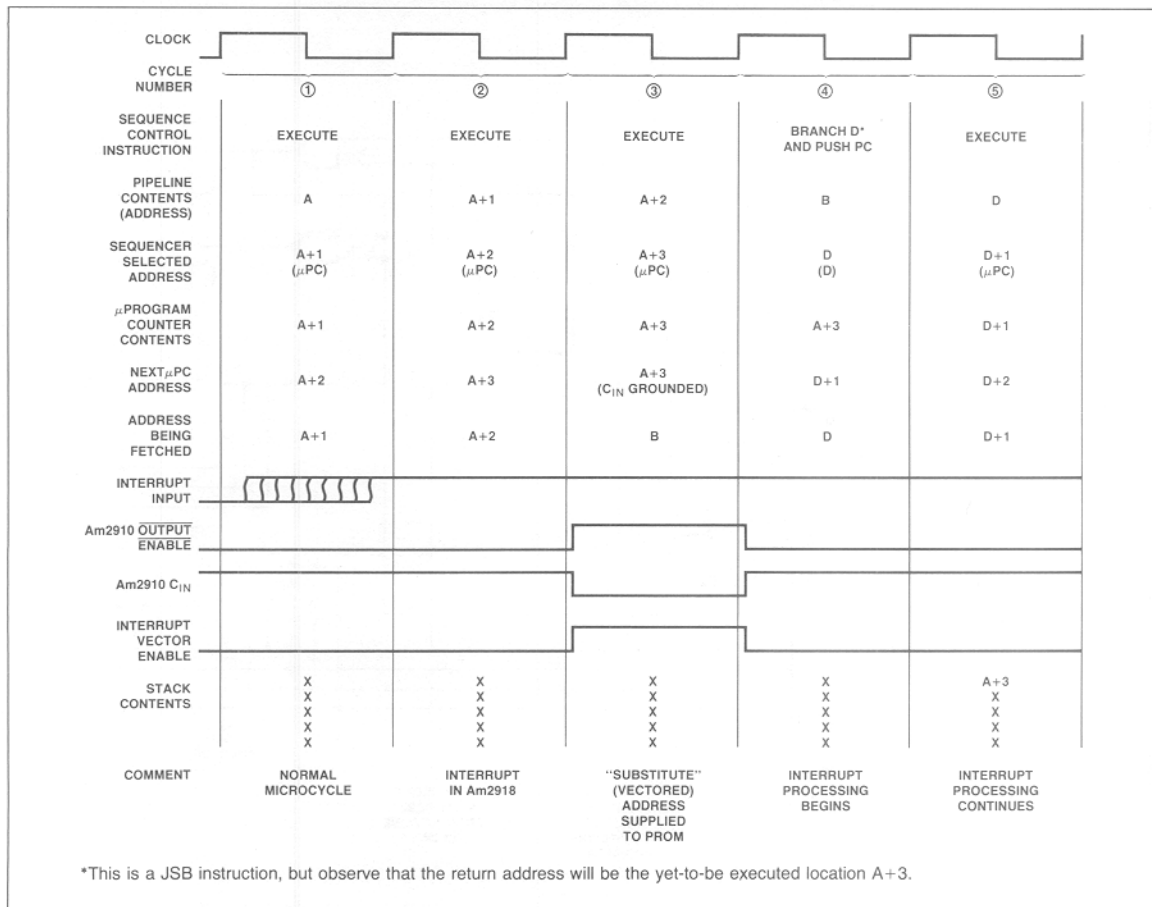 CLOCK
CYCLE
NUMBER
① ② ③ ④ ⑤
SEQUENCE
CONTROL
INSTRUCTION
EXECUTE EXECUTE EXECUTE BRANCH D* EXECUTE
AND PUSH PC
PIPELINE
CONTENTS
(ADDRESS)
A A+1 A+2 B D
SEQUENCER
SELECTED
ADDRESS
A+1 A+2 A+3 D D+1
(μPC) (μPC) (μPC) (D) (μPC)
μPROGRAM
COUNTER
CONTENTS
A+1 A+2 A+3 A+3 D+1
NEXT μPC
ADDRESS
A+2 A+3 A+3 D+1 D+2
(CIN GROUNDED)
ADDRESS
BEING
FETCHED
A+1 A+2 B D D+1
INTERRUPT
INPUT
Am2910 OUTPUT
ENABLE
Am2910 CIN
INTERRUPT
VECTOR
ENABLE
STACK
CONTENTS
X X X X A+3
X X X X X
X X X X X
X X X X X
X X X X X
COMMENT
NORMAL
MICROCYCLE
INTERRUPT
IN Am2918
"SUBSTITUTE"
(VECTORED)
ADDRESS
SUPPLIED
TO PROM
INTERRUPT
PROCESSING
BEGINS
INTERRUPT
PROCESSING
CONTINUES
*This is a JSB instruction, but observe that the return address will be the yet-to-be executed location A+3.